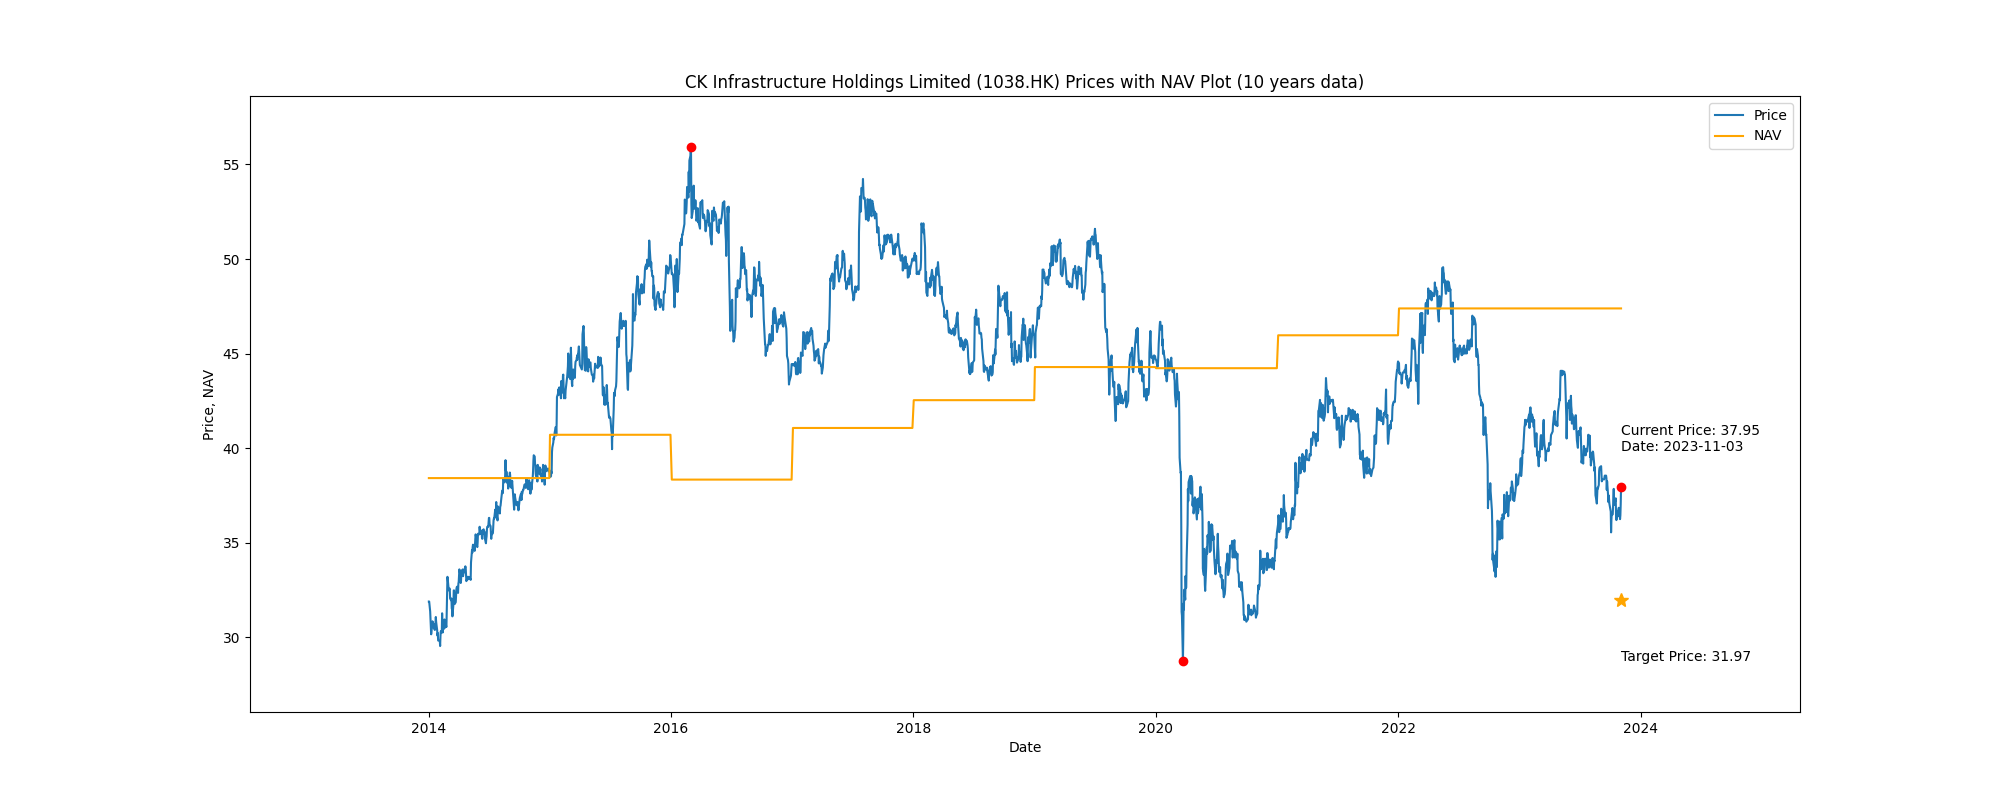 CK Infrastructure Holdings Limited (1038.HK) Prices with NAV Plot (10 years data)
Price
NAV
55
50
45
40
35
30
Price, NAV
Current Price: 37.95
Date: 2023-11-03
Target Price: 31.97
2014
2016
2018
2020
2022
2024
Date